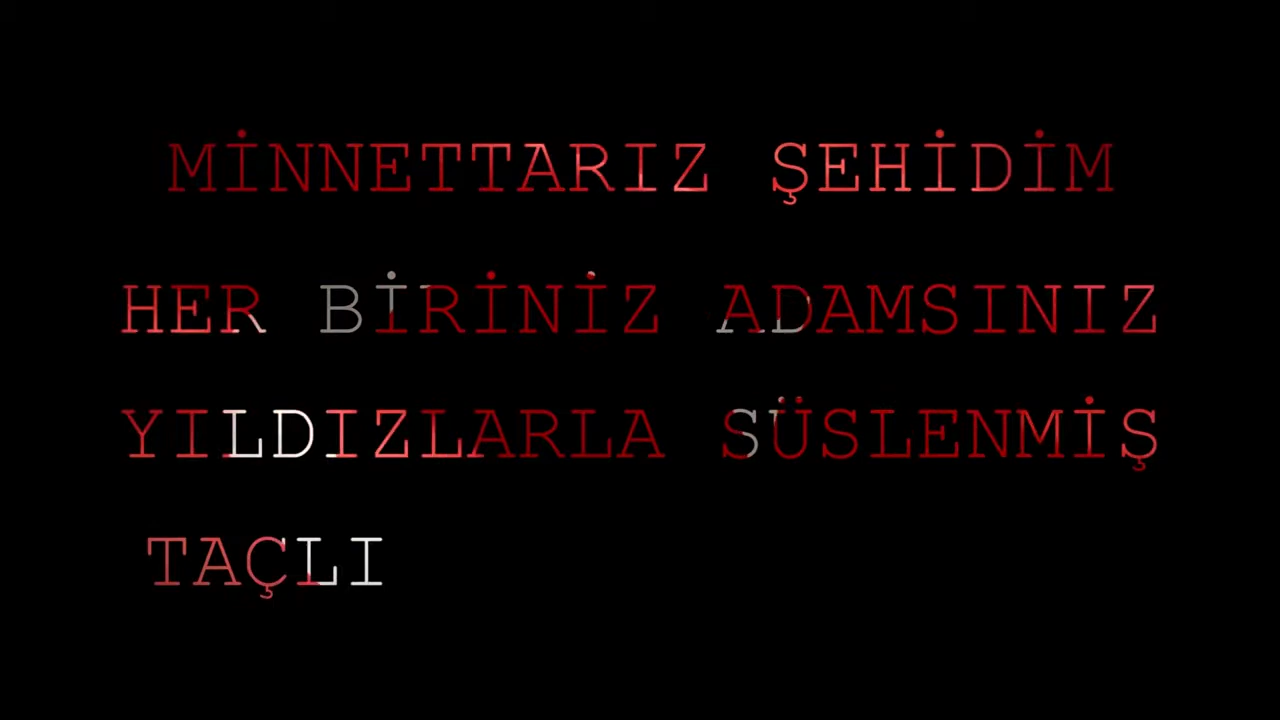 MİNNETTARIZ ŞEHİDİM
HER BİRİNİZ ADAMSINIZ
YILDIZLARLA SÜSLENMİŞ
TAÇLI